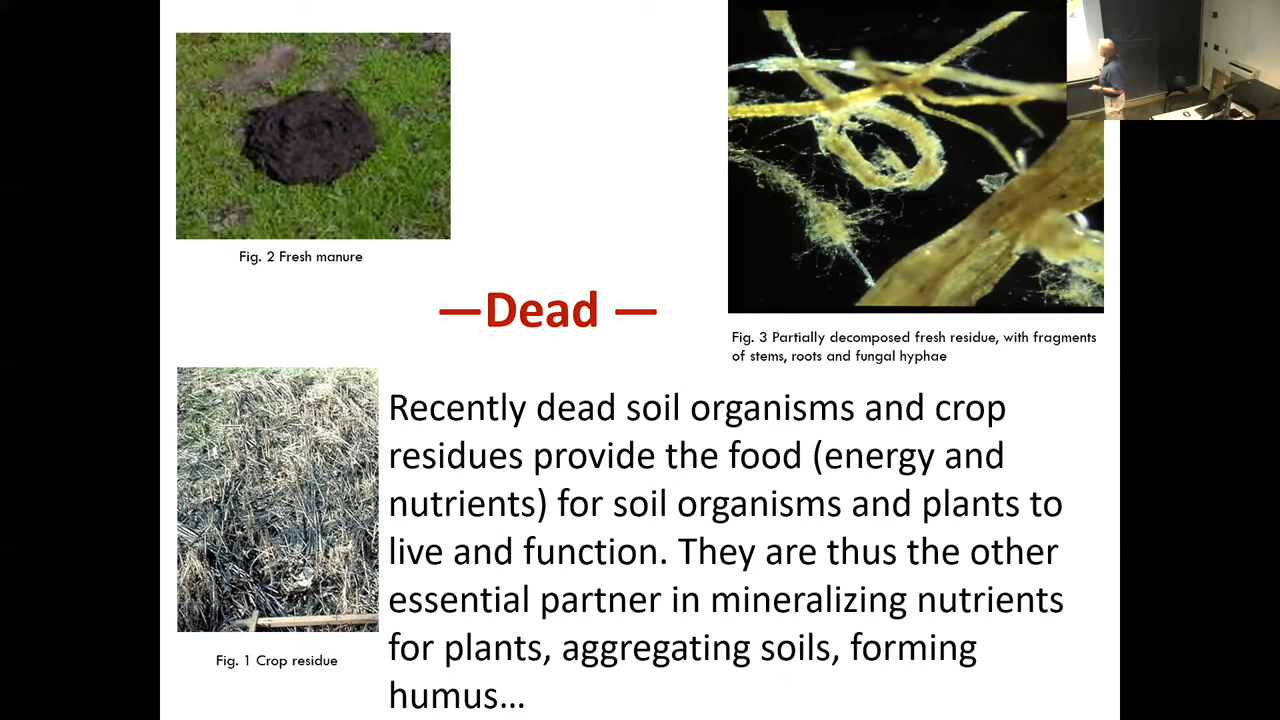 Fig. 2 Fresh manure
—Dead —
Fig. 3 Partially decomposed fresh residue, with fragments
of stems, roots and fungal hyphae
Recently dead soil organisms and crop
residues provide the food (energy and
nutrients) for soil organisms and plants to
live and function. They are thus the other
essential partner in mineralizing nutrients
for plants, aggregating soils, forming
humus...
Fig. 1 Crop residue